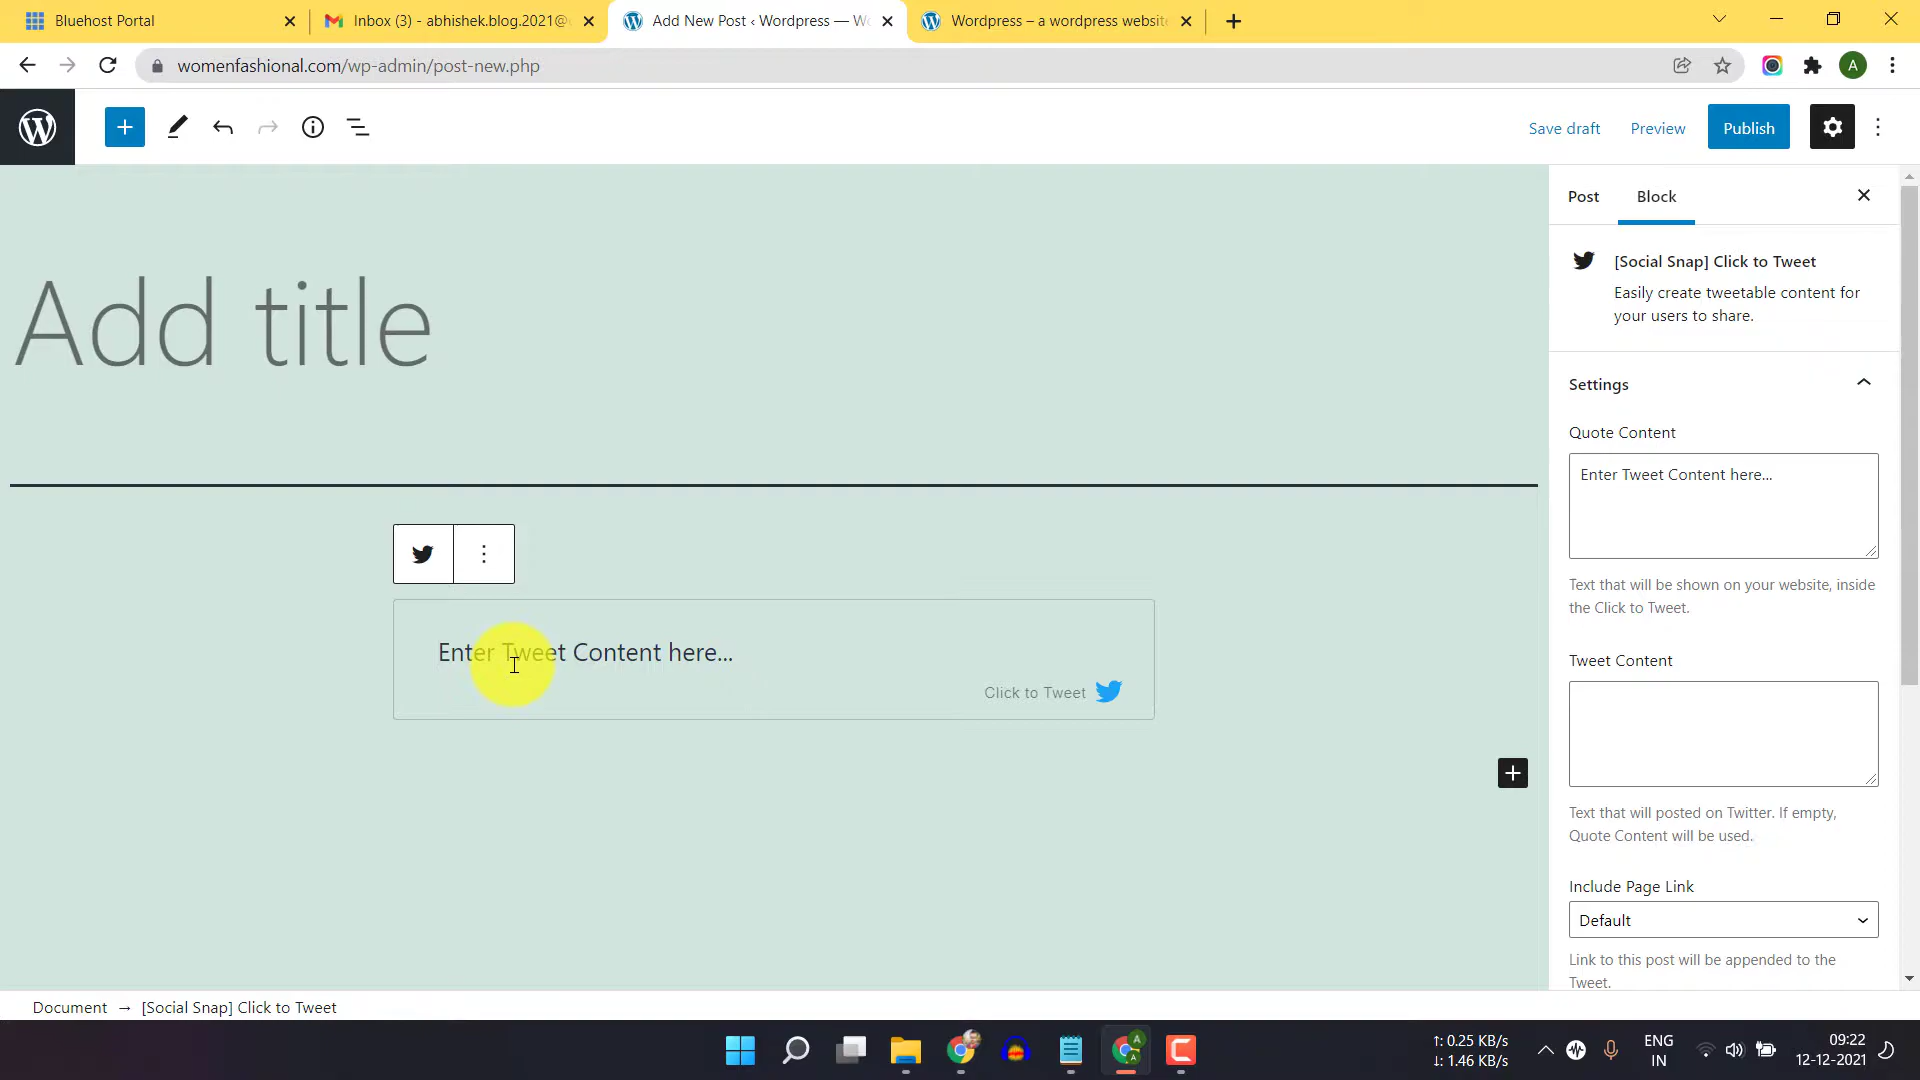 Bluehost Portal
Inbox (3) - abhishek.blog.2021@
Add New Post ‹ Wordpress — W
Wordpress – a wordpress website
womenfashional.com/wp-admin/post-new.php
A
Save draft
Preview
Publish
Post
Block
[Social Snap] Click to Tweet
Easily create tweetable content for
your users to share.
Add title
Settings
Quote Content
Enter Tweet Content here...
Text that will be shown on your website, inside
the Click to Tweet.
Enter Tweet Content here...
Click to Tweet
Tweet Content
Text that will posted on Twitter. If empty,
Quote Content will be used.
Include Page Link
Default
Link to this post will be appended to the
Tweet.
Document → [Social Snap] Click to Tweet
A
↑: 0.25 KB/s
↓: 1.46 KB/s
ENG
IN
09:22
12-12-2021